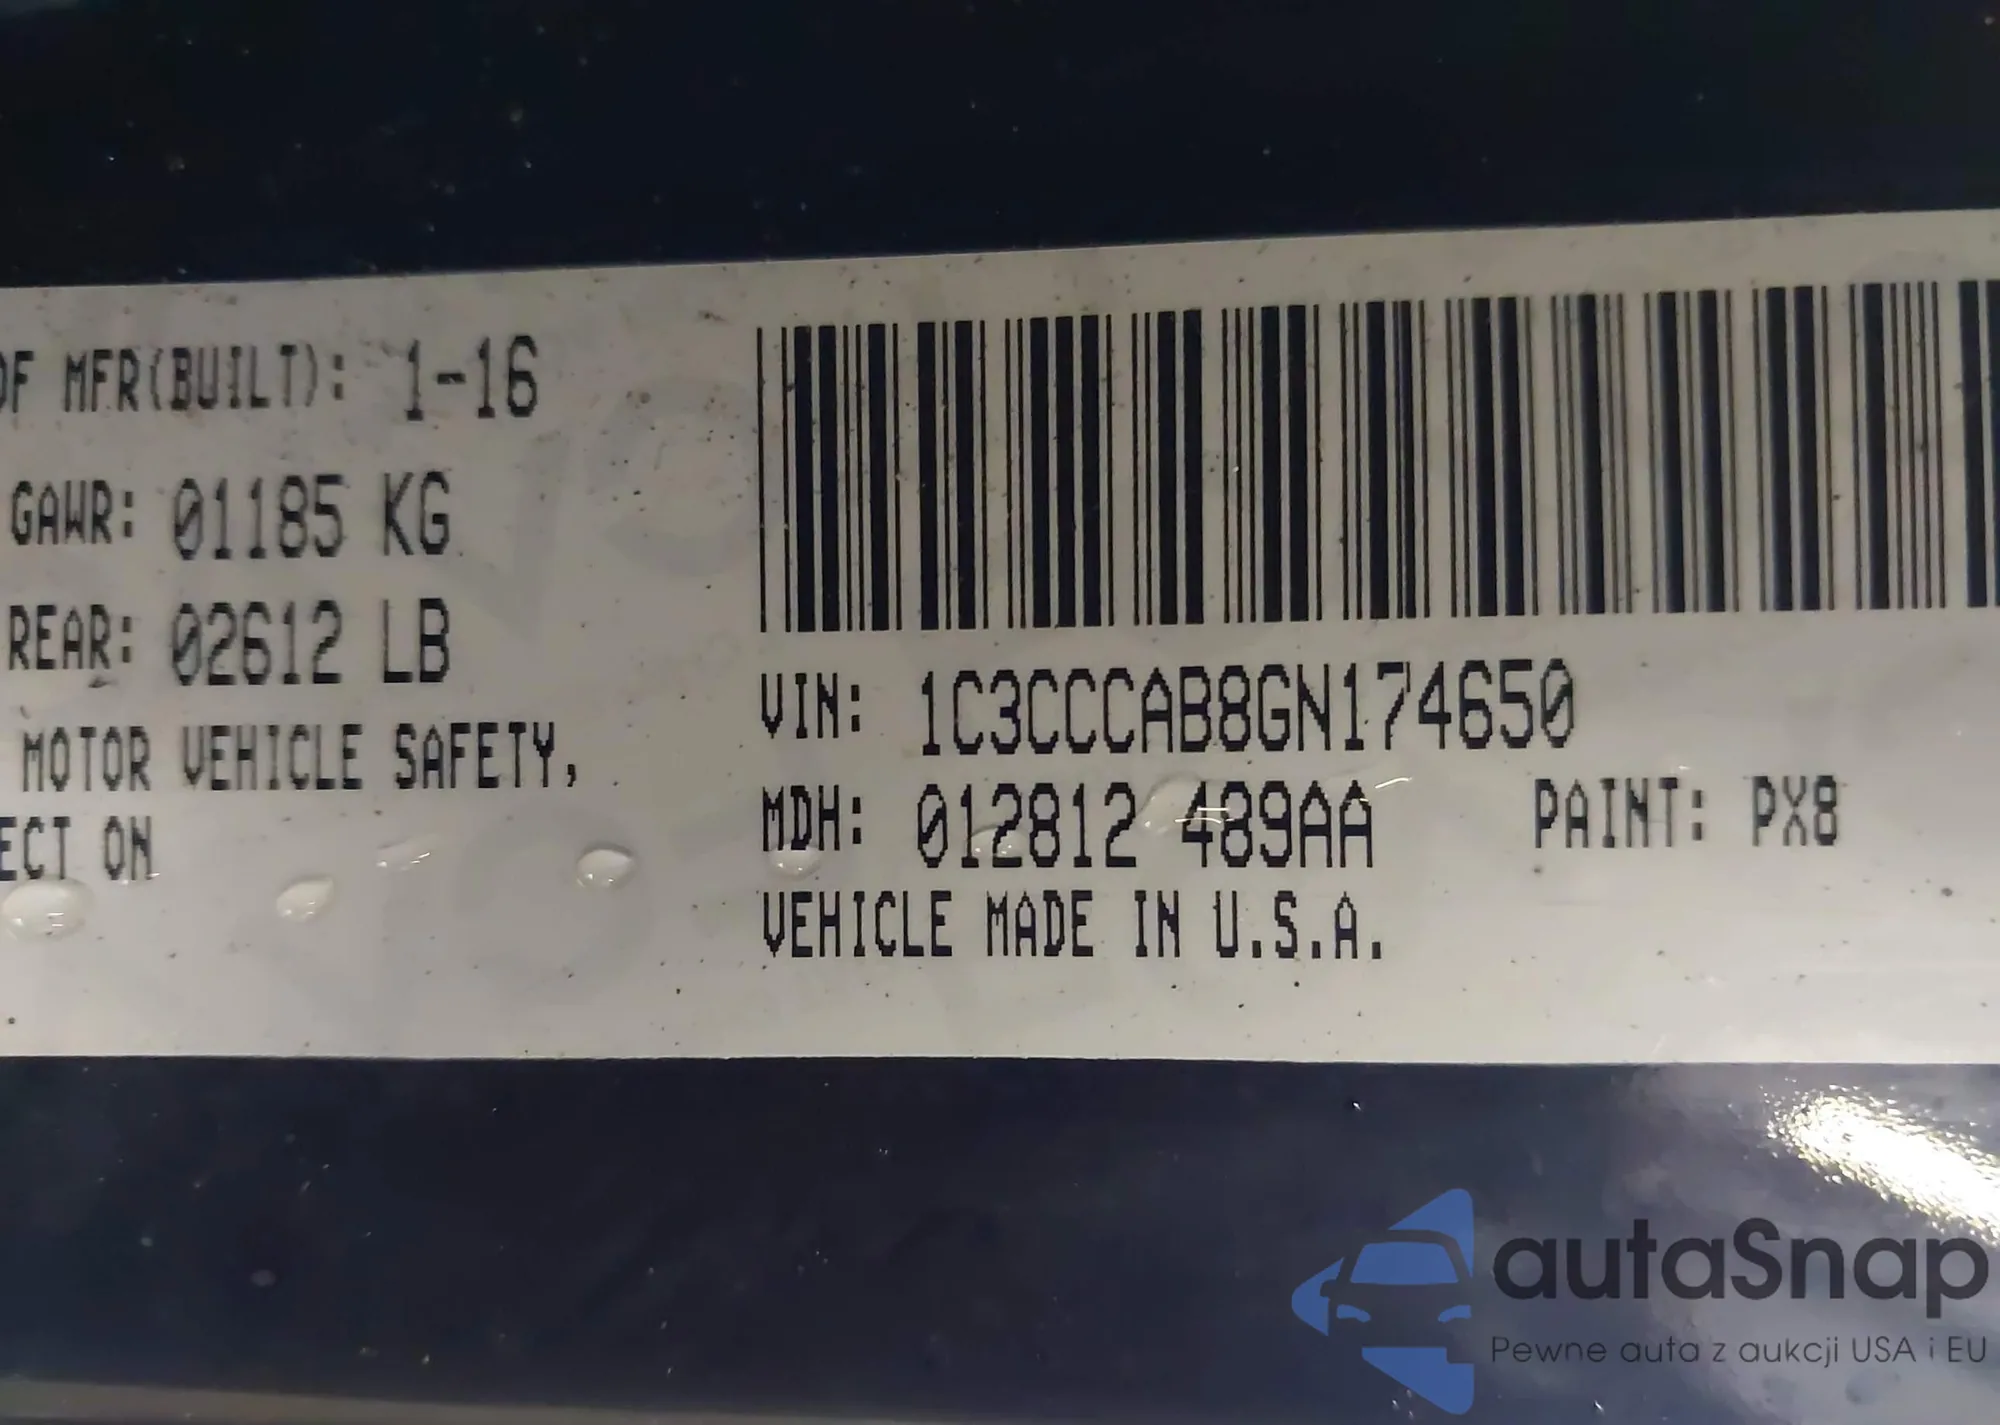 OF MFR(BUILT): 1-16
GAWR: 01185 KG
REAR: 02612 LB
MOTOR VEHICLE SAFETY,
ECT ON
VIN: 1C3CCCAB8GN174650
MDH: 012812 489AA PAINT: PX8
VEHICLE MADE IN U.S.A.
autaSnap
Pewne auta z aukcji USA i EU